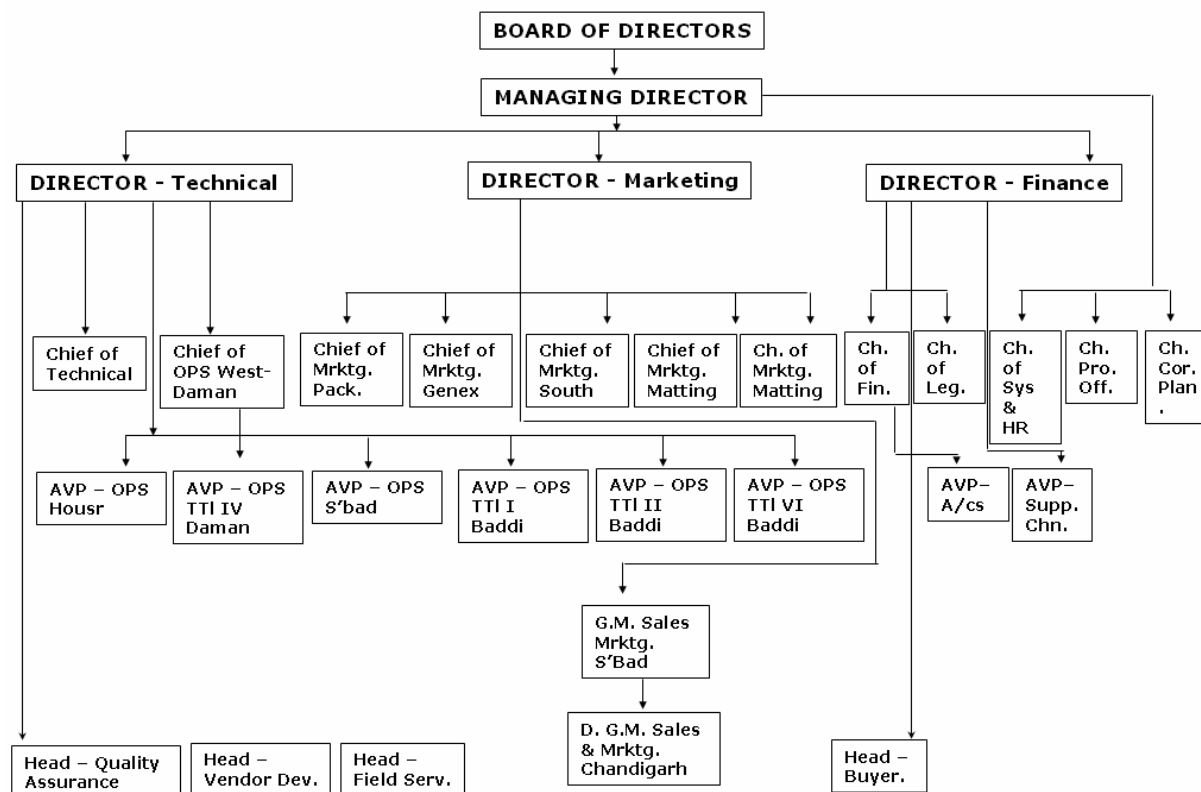 BOARD OF DIRECTORS
MANAGING DIRECTOR
DIRECTOR - Technical
DIRECTOR - Marketing
DIRECTOR - Finance
Chief of
Technical
Chief of
OPS West-
Daman
Chief of
Mrktg.
Pack.
Chief of
Mrktg.
Genex
Chief of
Mrktg.
South
Chief of
Mrktg.
Matting
Ch. of
Mrktg.
Matting
Ch.
of
Fin.
Ch.
of
Leg.
Ch.
of
Sys
&
HR
Ch.
Pro.
Off.
Ch.
Cor.
Plan
.
AVP – OPS
Housr
AVP – OPS
TTl IV
Daman
AVP – OPS
S’bad
AVP – OPS
TTl I
Baddi
AVP – OPS
TTl II
Baddi
AVP – OPS
TTl VI
Baddi
AVP–
A/cs
AVP–
Supp.
Chn.
G.M. Sales
Mrktg.
S’Bad
D. G.M. Sales
& Mrktg.
Chandigarh
Head – Quality
Assurance
Head –
Vendor Dev.
Head –
Field Serv.
Head –
Buyer.